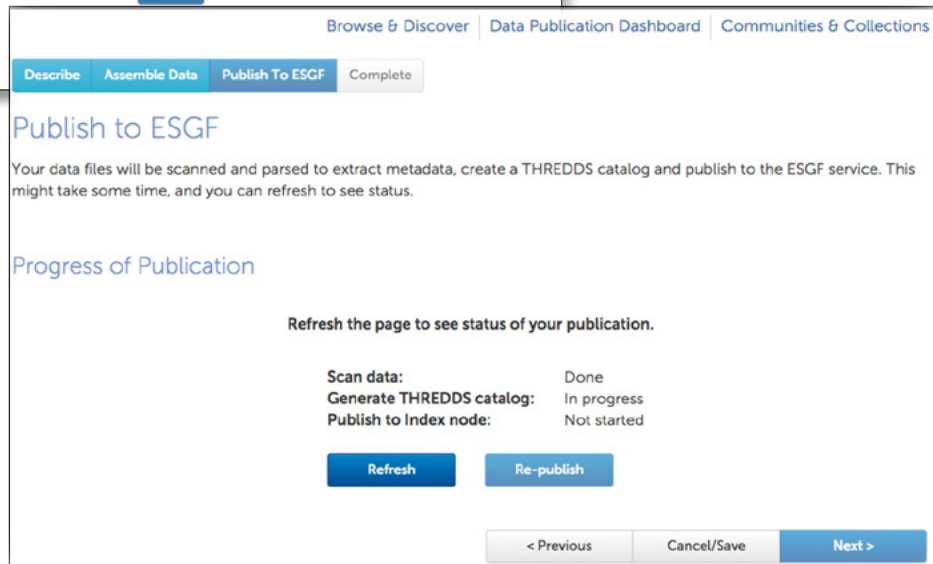 Browse & Discover Data Publication Dashboard Communities & Collections
Describe Assemble Data Publish To ESGF Complete
Publish to ESGF
Your data files will be scanned and parsed to extract metadata, create a THREDDS catalog and publish to the ESGF service. This
might take some time, and you can refresh to see status.
Progress of Publication
Refresh the page to see status of your publication.
Scan data: Done
Generate THREDDS catalog: In progress
Publish to Index node: Not started
Refresh Re-publish
< Previous Cancel/Save Next >